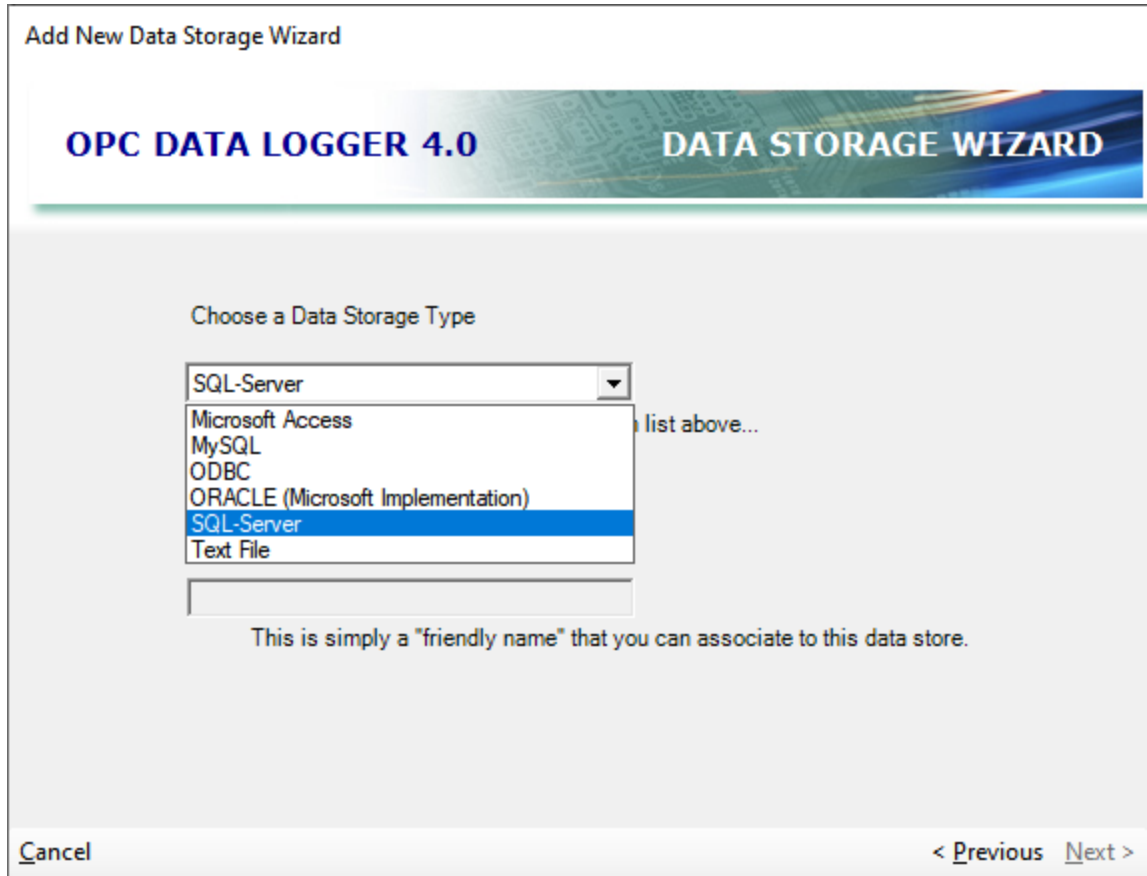 Add New Data Storage Wizard
OPC DATA LOGGER 4.0 DATA STORAGE WIZARD
Choose a Data Storage Type
SQL-Server
Microsoft Access
list above...
MySQL
ODBC
ORACLE (Microsoft Implementation)
SQL-Server
Text File
This is simply a "friendly name" that you can associate to this data store.
Cancel < Previous Next >